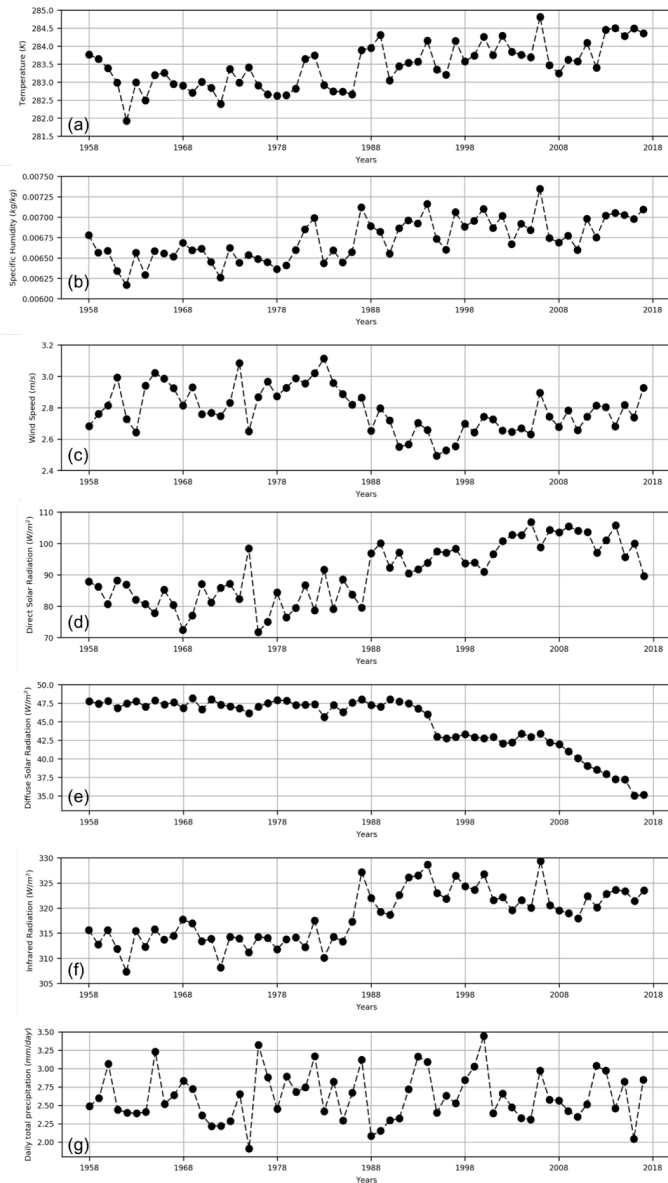 285.0
284.5
284.0
283.5
283.0
282.5
282.0
281.5
Temperature (K)
(a)
1958 1968 1978 1988 1998 2008 2018
Years
0.00750
0.00725
0.00700
0.00675
0.00650
0.00625
0.00600
Specific Humidity (kg/kg)
(b)
1958 1968 1978 1988 1998 2008 2018
Years
3.2
3.0
2.8
2.6
2.4
Wind Speed (m/s)
(c)
1958 1968 1978 1988 1998 2008 2018
Years
110
100
90
80
70
Direct Solar Radiation (W/m²)
(d)
1958 1968 1978 1988 1998 2008 2018
Years
50.0
47.5
45.0
42.5
40.0
37.5
35.0
Diffuse Solar Radiation (W/m²)
(e)
1958 1968 1978 1988 1998 2008 2018
Years
330
325
320
315
310
305
Infrared Radiation (W/m²)
(f)
1958 1968 1978 1988 1998 2008 2018
Years
3.50
3.25
3.00
2.75
2.50
2.25
2.00
Daily total precipitation (mm/day)
(g)
1958 1968 1978 1988 1998 2008 2018
Years